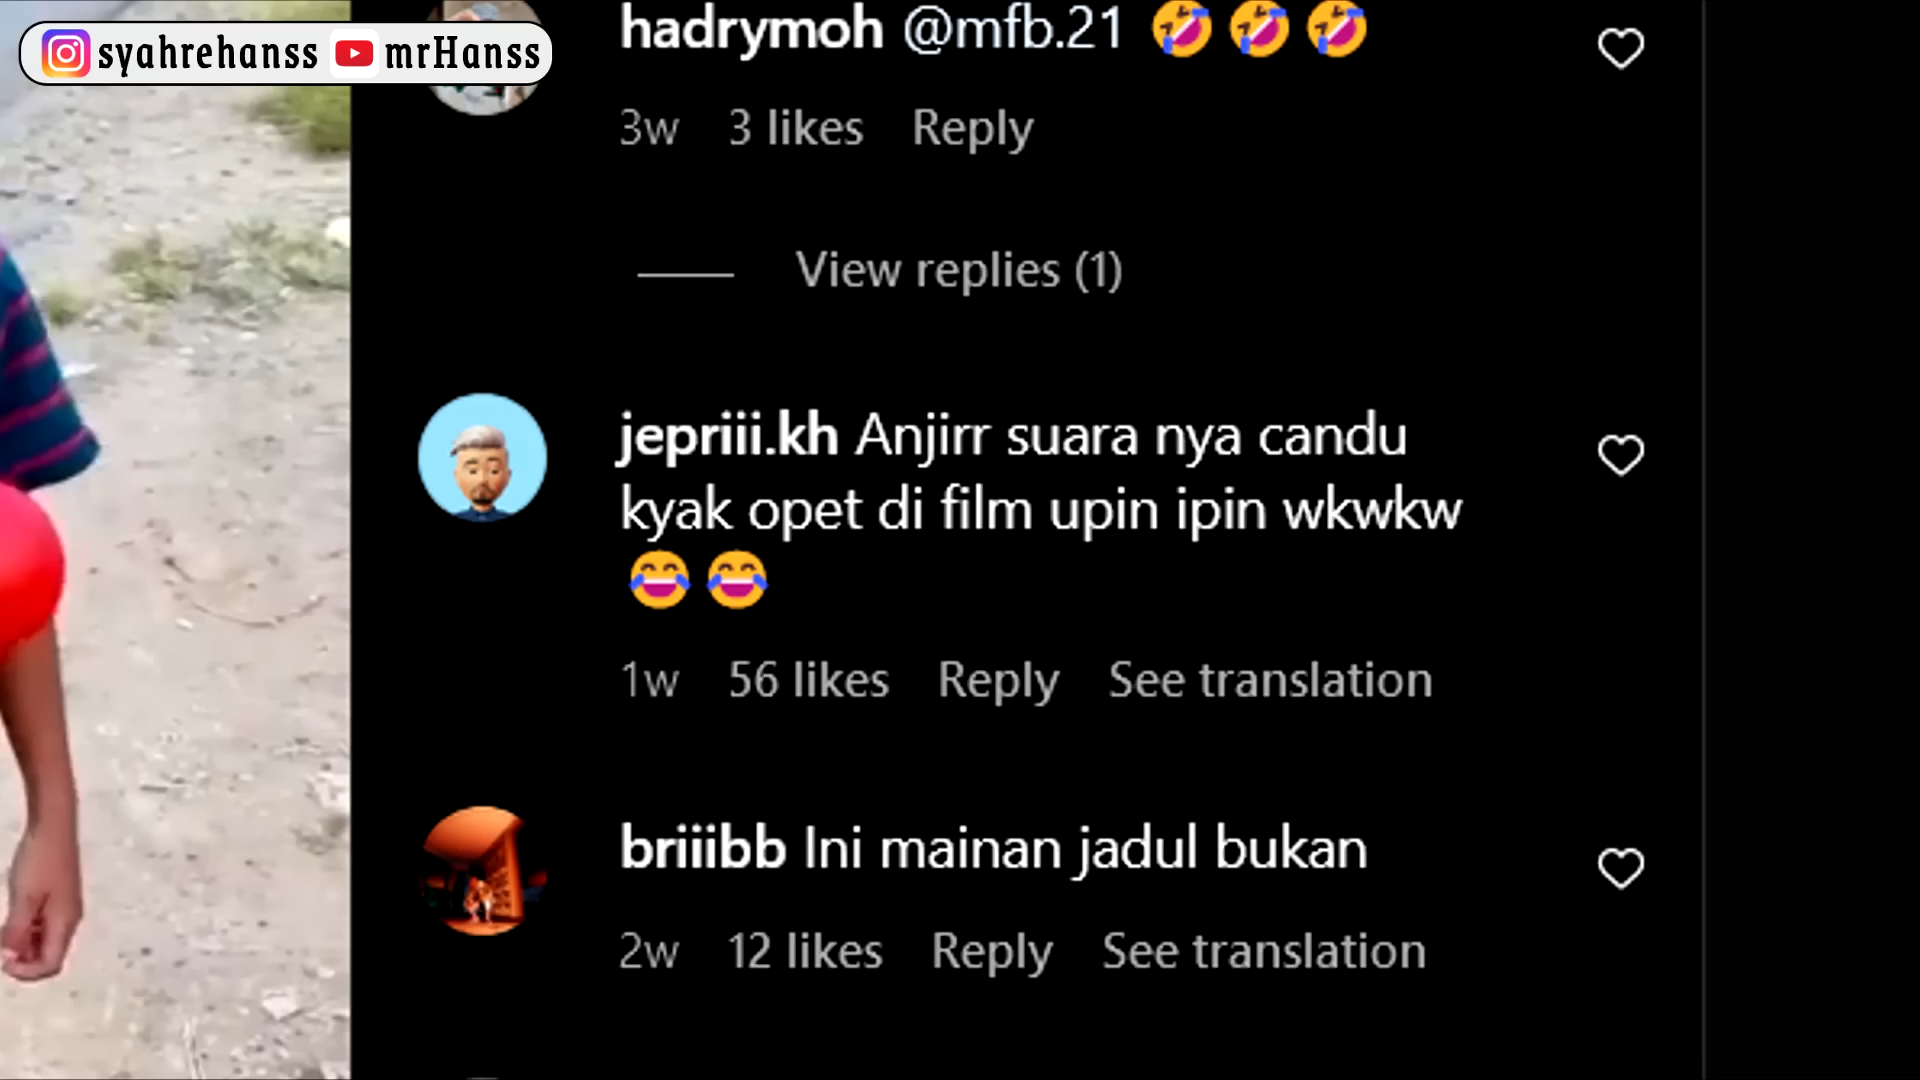 syahrehanss mrHanss
hadrymoh @mfb.21 🤣🤣🤣
3w 3 likes Reply
View replies (1)
jepriii.kh Anjirr suara nya candu
kyak opet di film upin ipin wkwkw
😂😂
1w 56 likes Reply See translation
briiibb Ini mainan jadul bukan
2w 12 likes Reply See translation